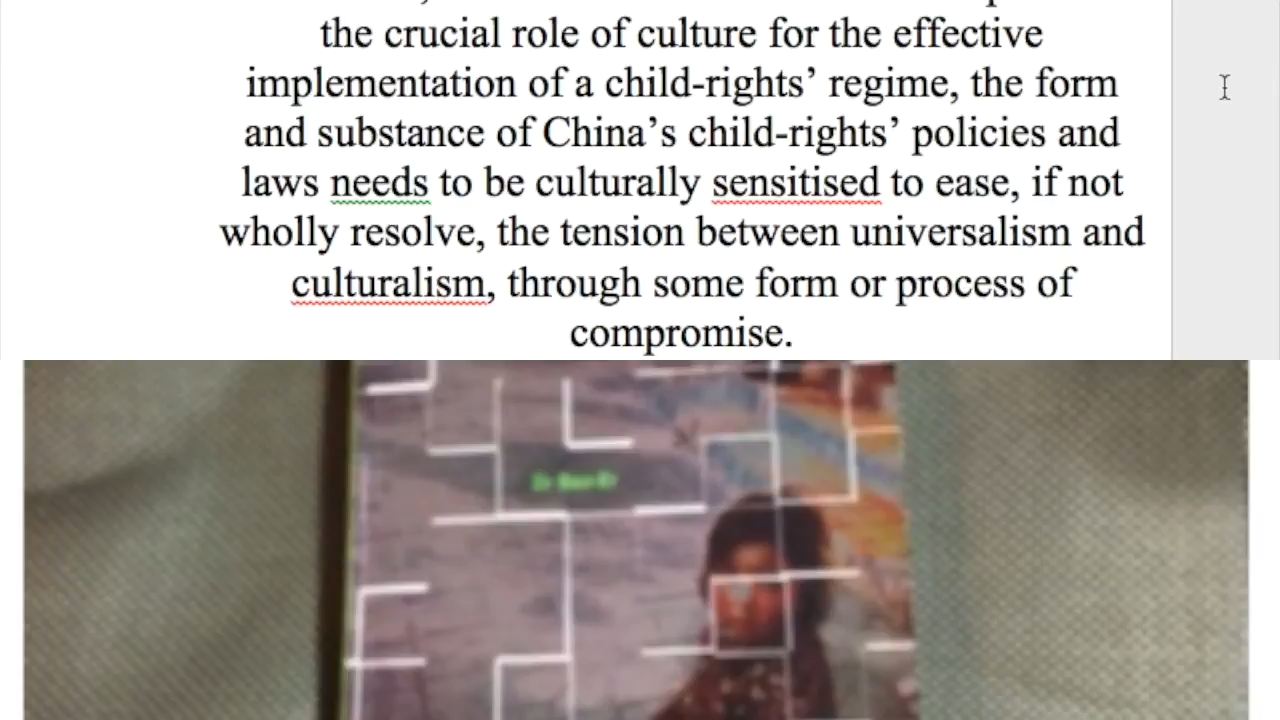 the crucial role of culture for the effective
implementation of a child-rights’ regime, the form
and substance of China’s child-rights’ policies and
laws needs to be culturally sensitised to ease, if not
wholly resolve, the tension between universalism and
culturalism, through some form or process of
compromise.